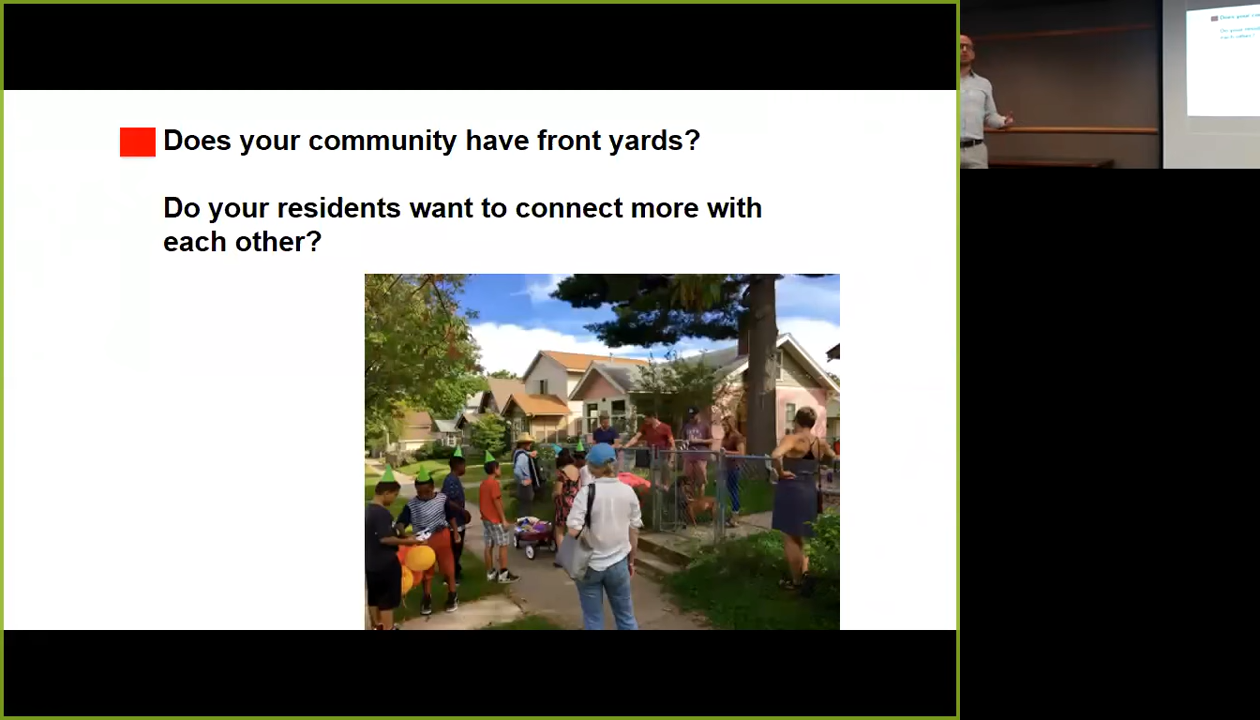 Does your community have front yards?
Do your residents want to connect more with
each other?